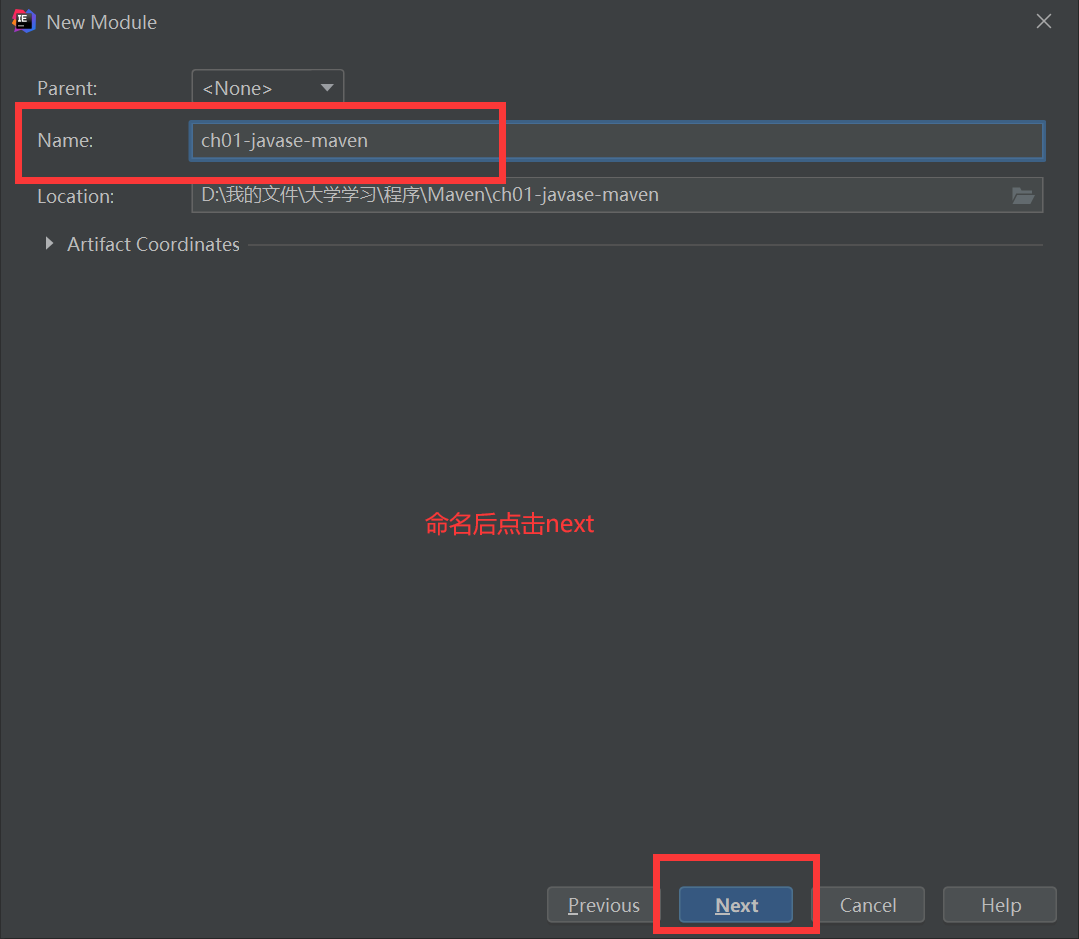 New Module
Parent: <None>
Name: ch01-javase-maven
Location: D:\我的文件\大学学习\程序\Maven\ch01-javase-maven
Artifact Coordinates
命名后点击next
Previous Next Cancel Help